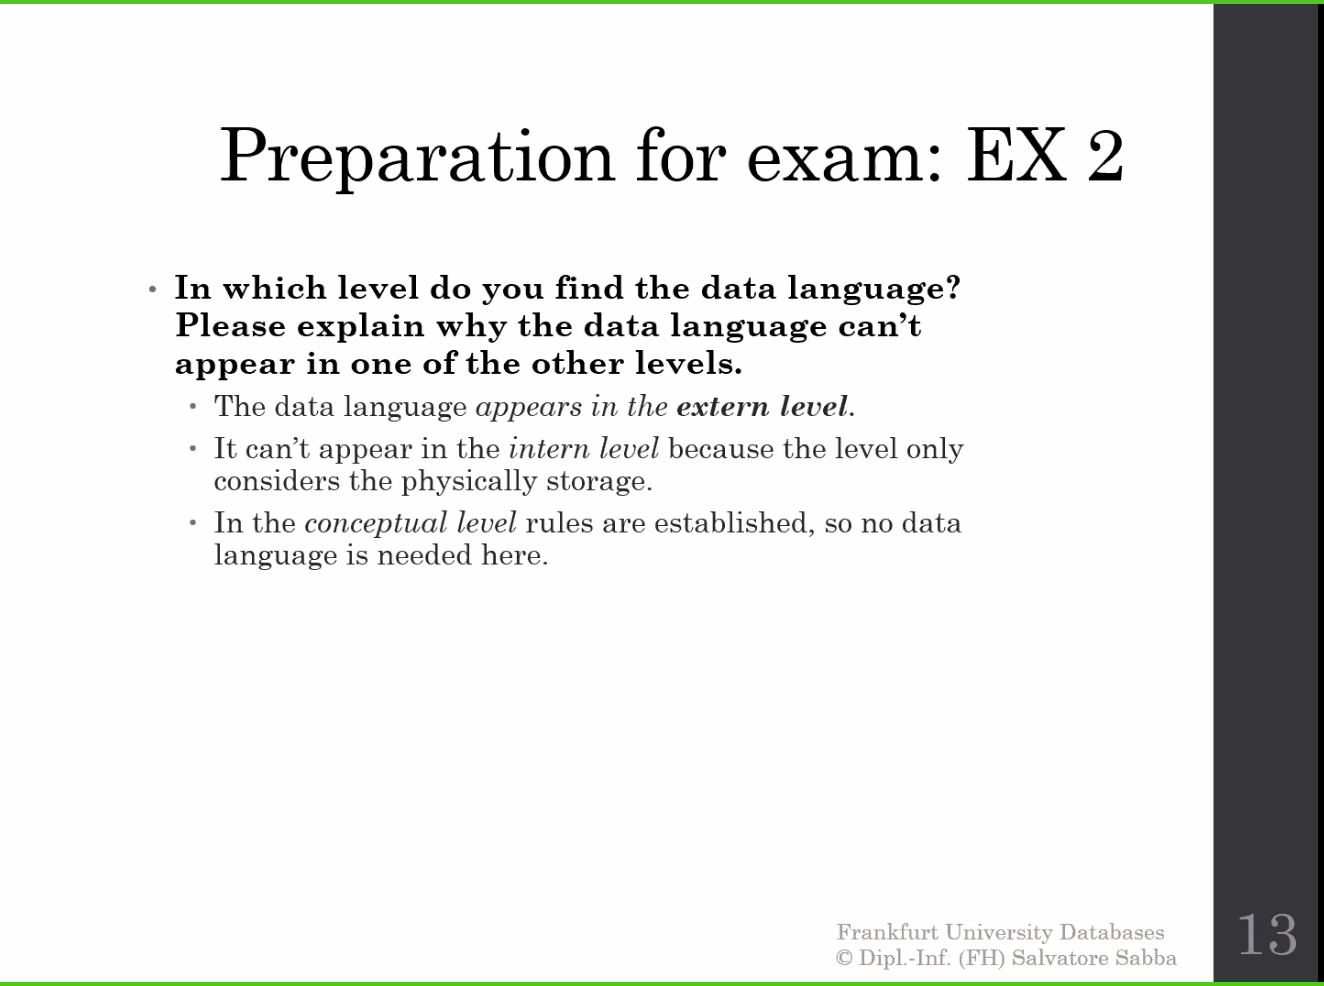 Preparation for exam: EX 2
• In which level do you find the data language?
Please explain why the data language can’t
appear in one of the other levels.
• The data language appears in the extern level.
• It can’t appear in the intern level because the level only
considers the physically storage.
• In the conceptual level rules are established, so no data
language is needed here.
Frankfurt University Databases
© Dipl.-Inf. (FH) Salvatore Sabba
13